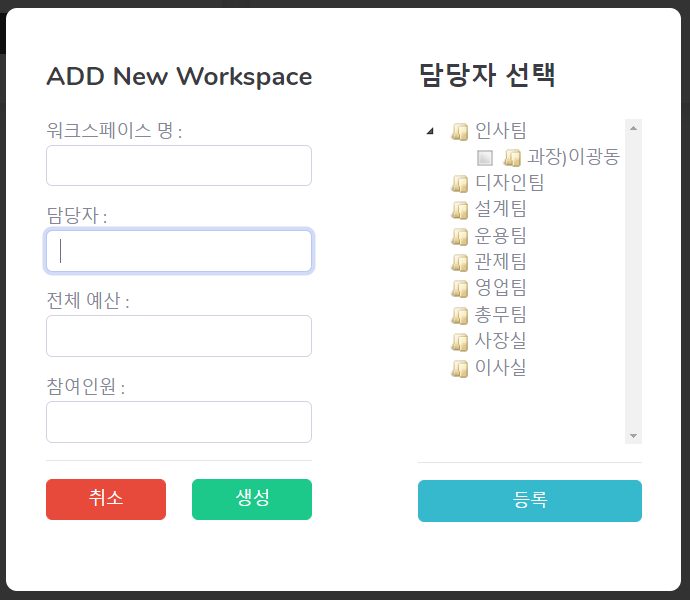 ADD New Workspace
워크스페이스 명 :
담당자 :
전체 예산 :
참여인원 :
취소
생성
담당자 선택
인사팀
과장)이광동
디자인팀
설계팀
운용팀
관제팀
영업팀
총무팀
사장실
이사실
등록